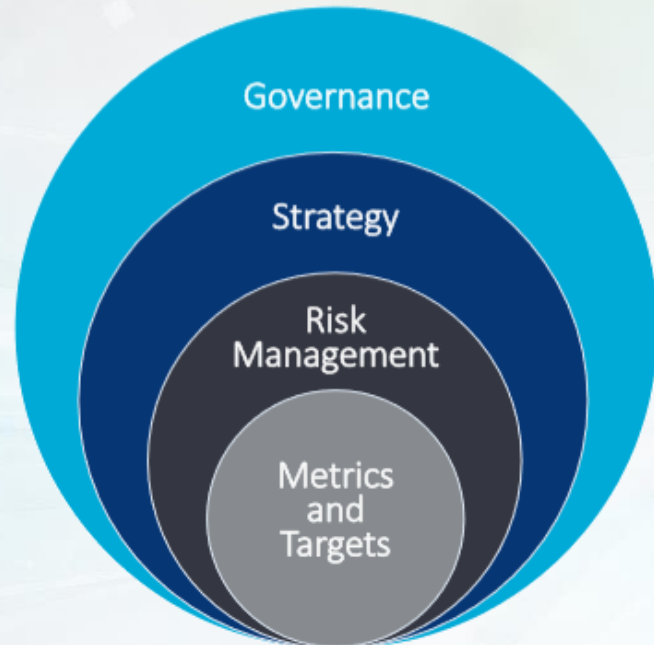 Governance
Strategy
Risk
Management
Metrics
and
Targets